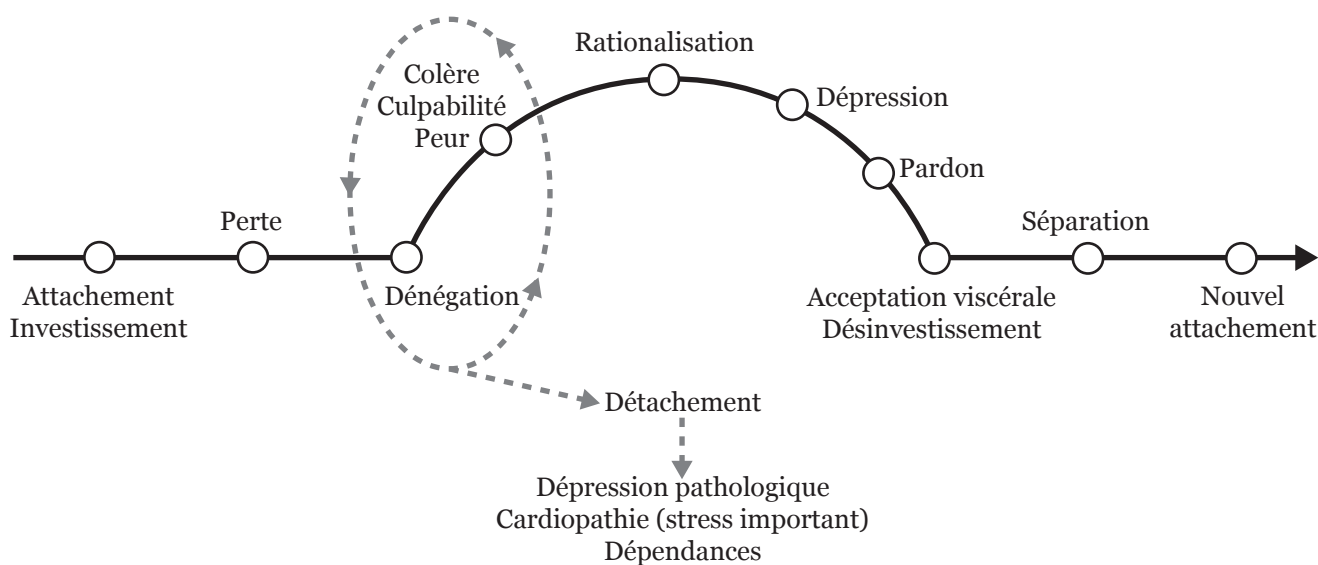 Rationalisation
Colère
Culpabilité
Peur
Dépression
Pardon
Perte
Séparation
Attachement
Investissement
Dénégation
Acceptation viscérale
Désinvestissement
Nouvel
attachement
Détachement
Dépression pathologique
Cardiopathie (stress important)
Dépendances